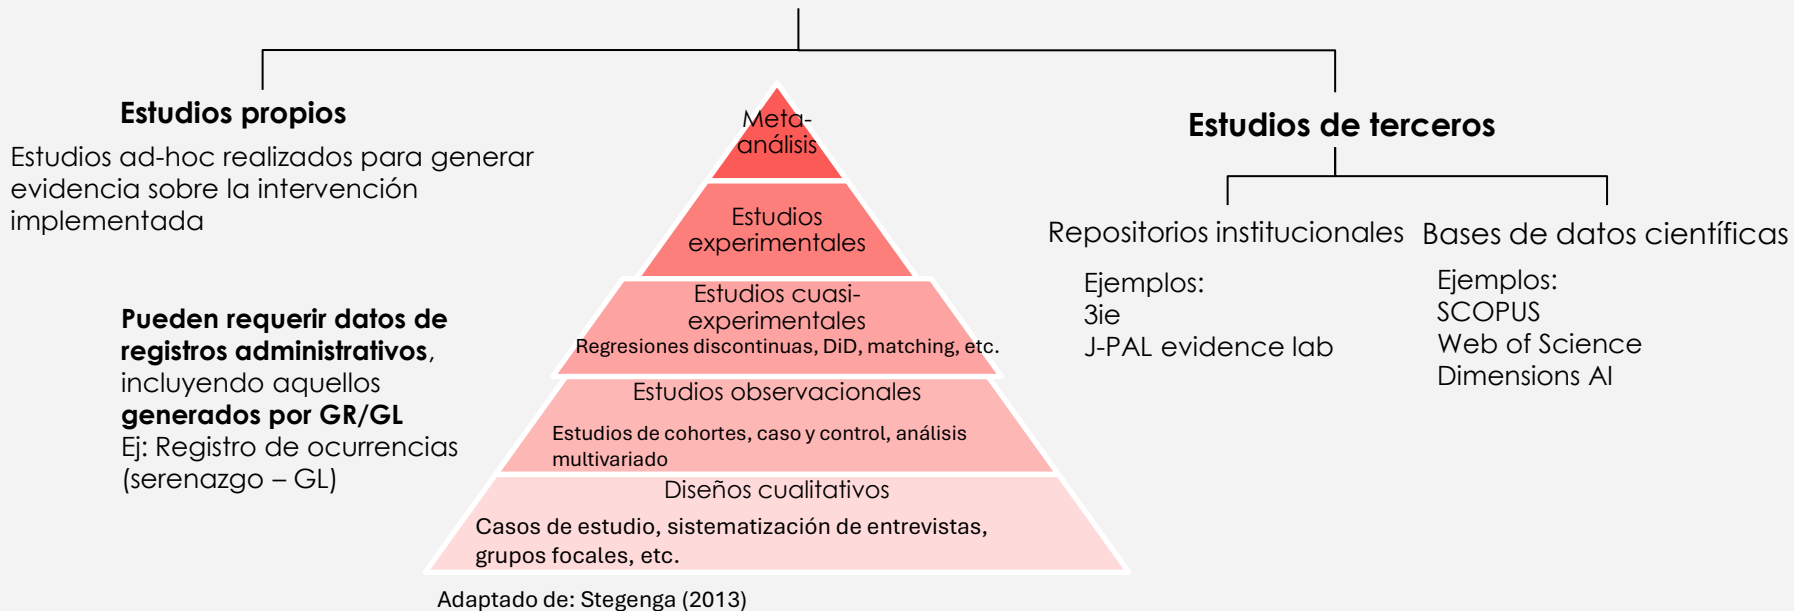 Estudios propios
Estudios ad-hoc realizados para generar
evidencia sobre la intervención
implementada
Pueden requerir datos de
registros administrativos,
incluyendo aquellos
generados por GR/GL
Ej: Registro de ocurrencias
(serenazgo – GL)
Meta-
análisis
Estudios
experimentales
Estudios cuasi-
experimentales
Regresiones discontinuas, DiD, matching, etc.
Estudios observacionales
Estudios de cohortes, caso y control, análisis
multivariado
Diseños cualitativos
Casos de estudio, sistematización de entrevistas,
grupos focales, etc.
Adaptado de: Stegenga (2013)
Estudios de terceros
Repositorios institucionales
Ejemplos:
3ie
J-PAL evidence lab
Bases de datos científicas
Ejemplos:
SCOPUS
Web of Science
Dimensions AI